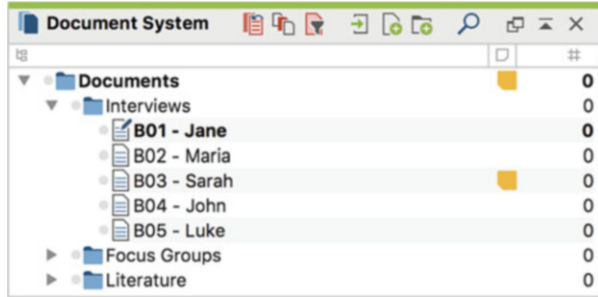 Document System
#
Documents 0
Interviews 0
B01 - Jane 0
B02 - Maria 0
B03 - Sarah 0
B04 - John 0
B05 - Luke 0
Focus Groups 0
Literature 0